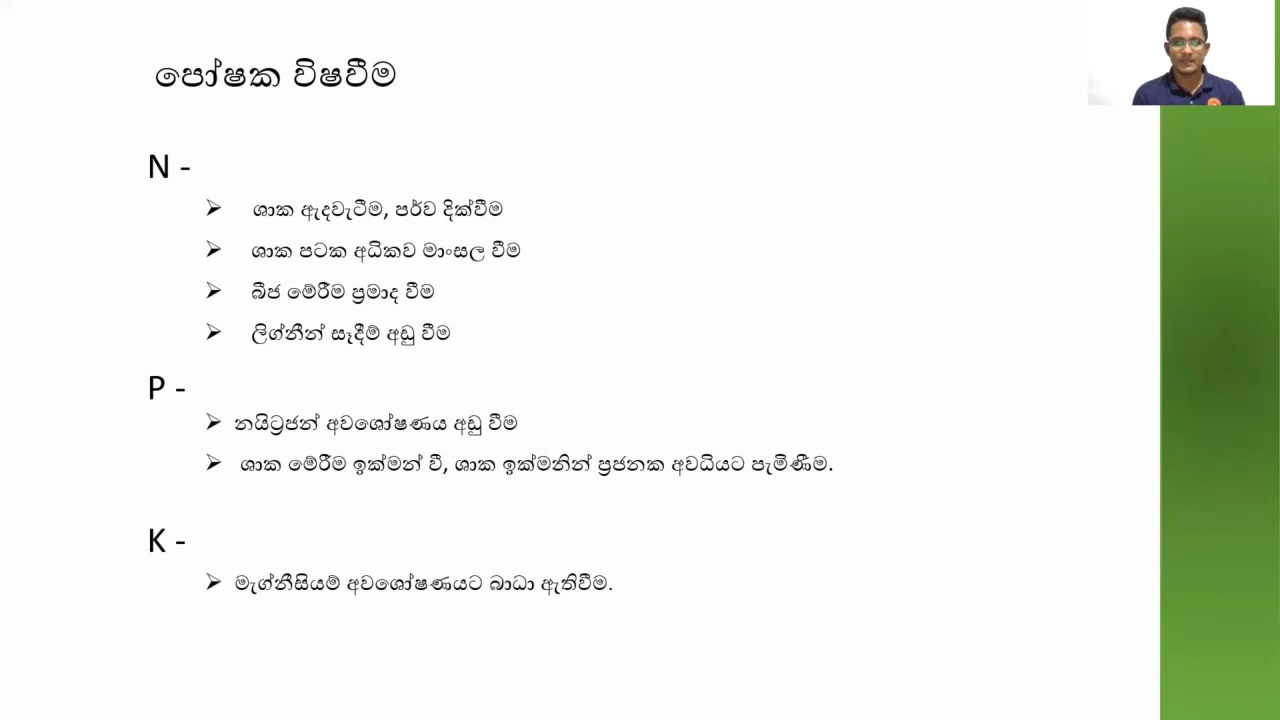 පෝෂක විෂවීම
N -
➢ ශාක ඇදවැටීම, පර්ව දික්වීම
➢ ශාක පටක අධිකව මාංසල වීම
➢ බීජ මේරීම ප්‍රමාද වීම
➢ ලිග්නීන් සෑදීම් අඩු වීම
P -
➢ නයිට්‍රජන් අවශෝෂණය අඩු වීම
➢ ශාක මේරීම ඉක්මන් වී, ශාක ඉක්මනින් ප්‍රජනක අවධියට පැමිණීම.
K -
➢ මැග්නීසියම් අවශෝෂණයට බාධා ඇතිවීම.